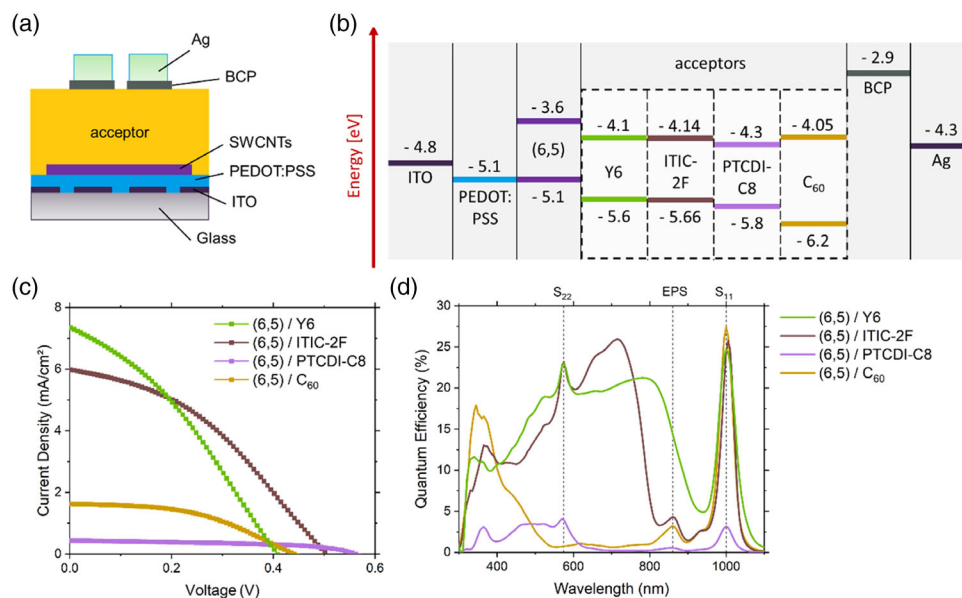 (a)
Ag
BCP
acceptor
SWCNTs
PEDOT:PSS
ITO
Glass
(b)
Energy [eV]
acceptors
- 4.8
ITO
- 5.1
PEDOT:
PSS
- 3.6
(6,5)
- 5.1
- 4.1
Y6
- 5.6
- 4.14
ITIC-
2F
- 5.66
- 4.3
PTCDI-
C8
- 5.8
- 4.05
C₆₀
- 6.2
- 2.9
BCP
- 4.3
Ag
(c)
Current Density (mA/cm²)
8
6
4
2
0
0.0
0.2
0.4
0.6
Voltage (V)
(6,5) / Y6
(6,5) / ITIC-2F
(6,5) / PTCDI-C8
(6,5) / C₆₀
(d)
S₂₂
EPS
S₁₁
Quantum Efficiency (%)
30
25
20
15
10
5
0
400
600
800
1000
Wavelength (nm)
(6,5) / Y6
(6,5) / ITIC-2F
(6,5) / PTCDI-C8
(6,5) / C₆₀